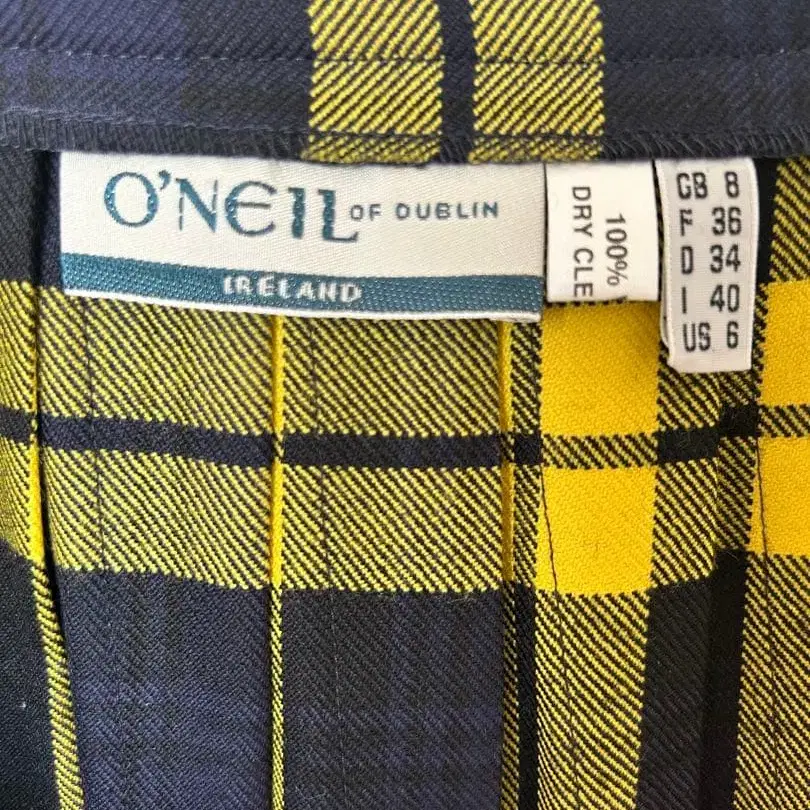 O'NEIL OF DUBLIN
IRELAND
100%
DRY CLE
GB 8
F 36
D 34
I 40
US 6